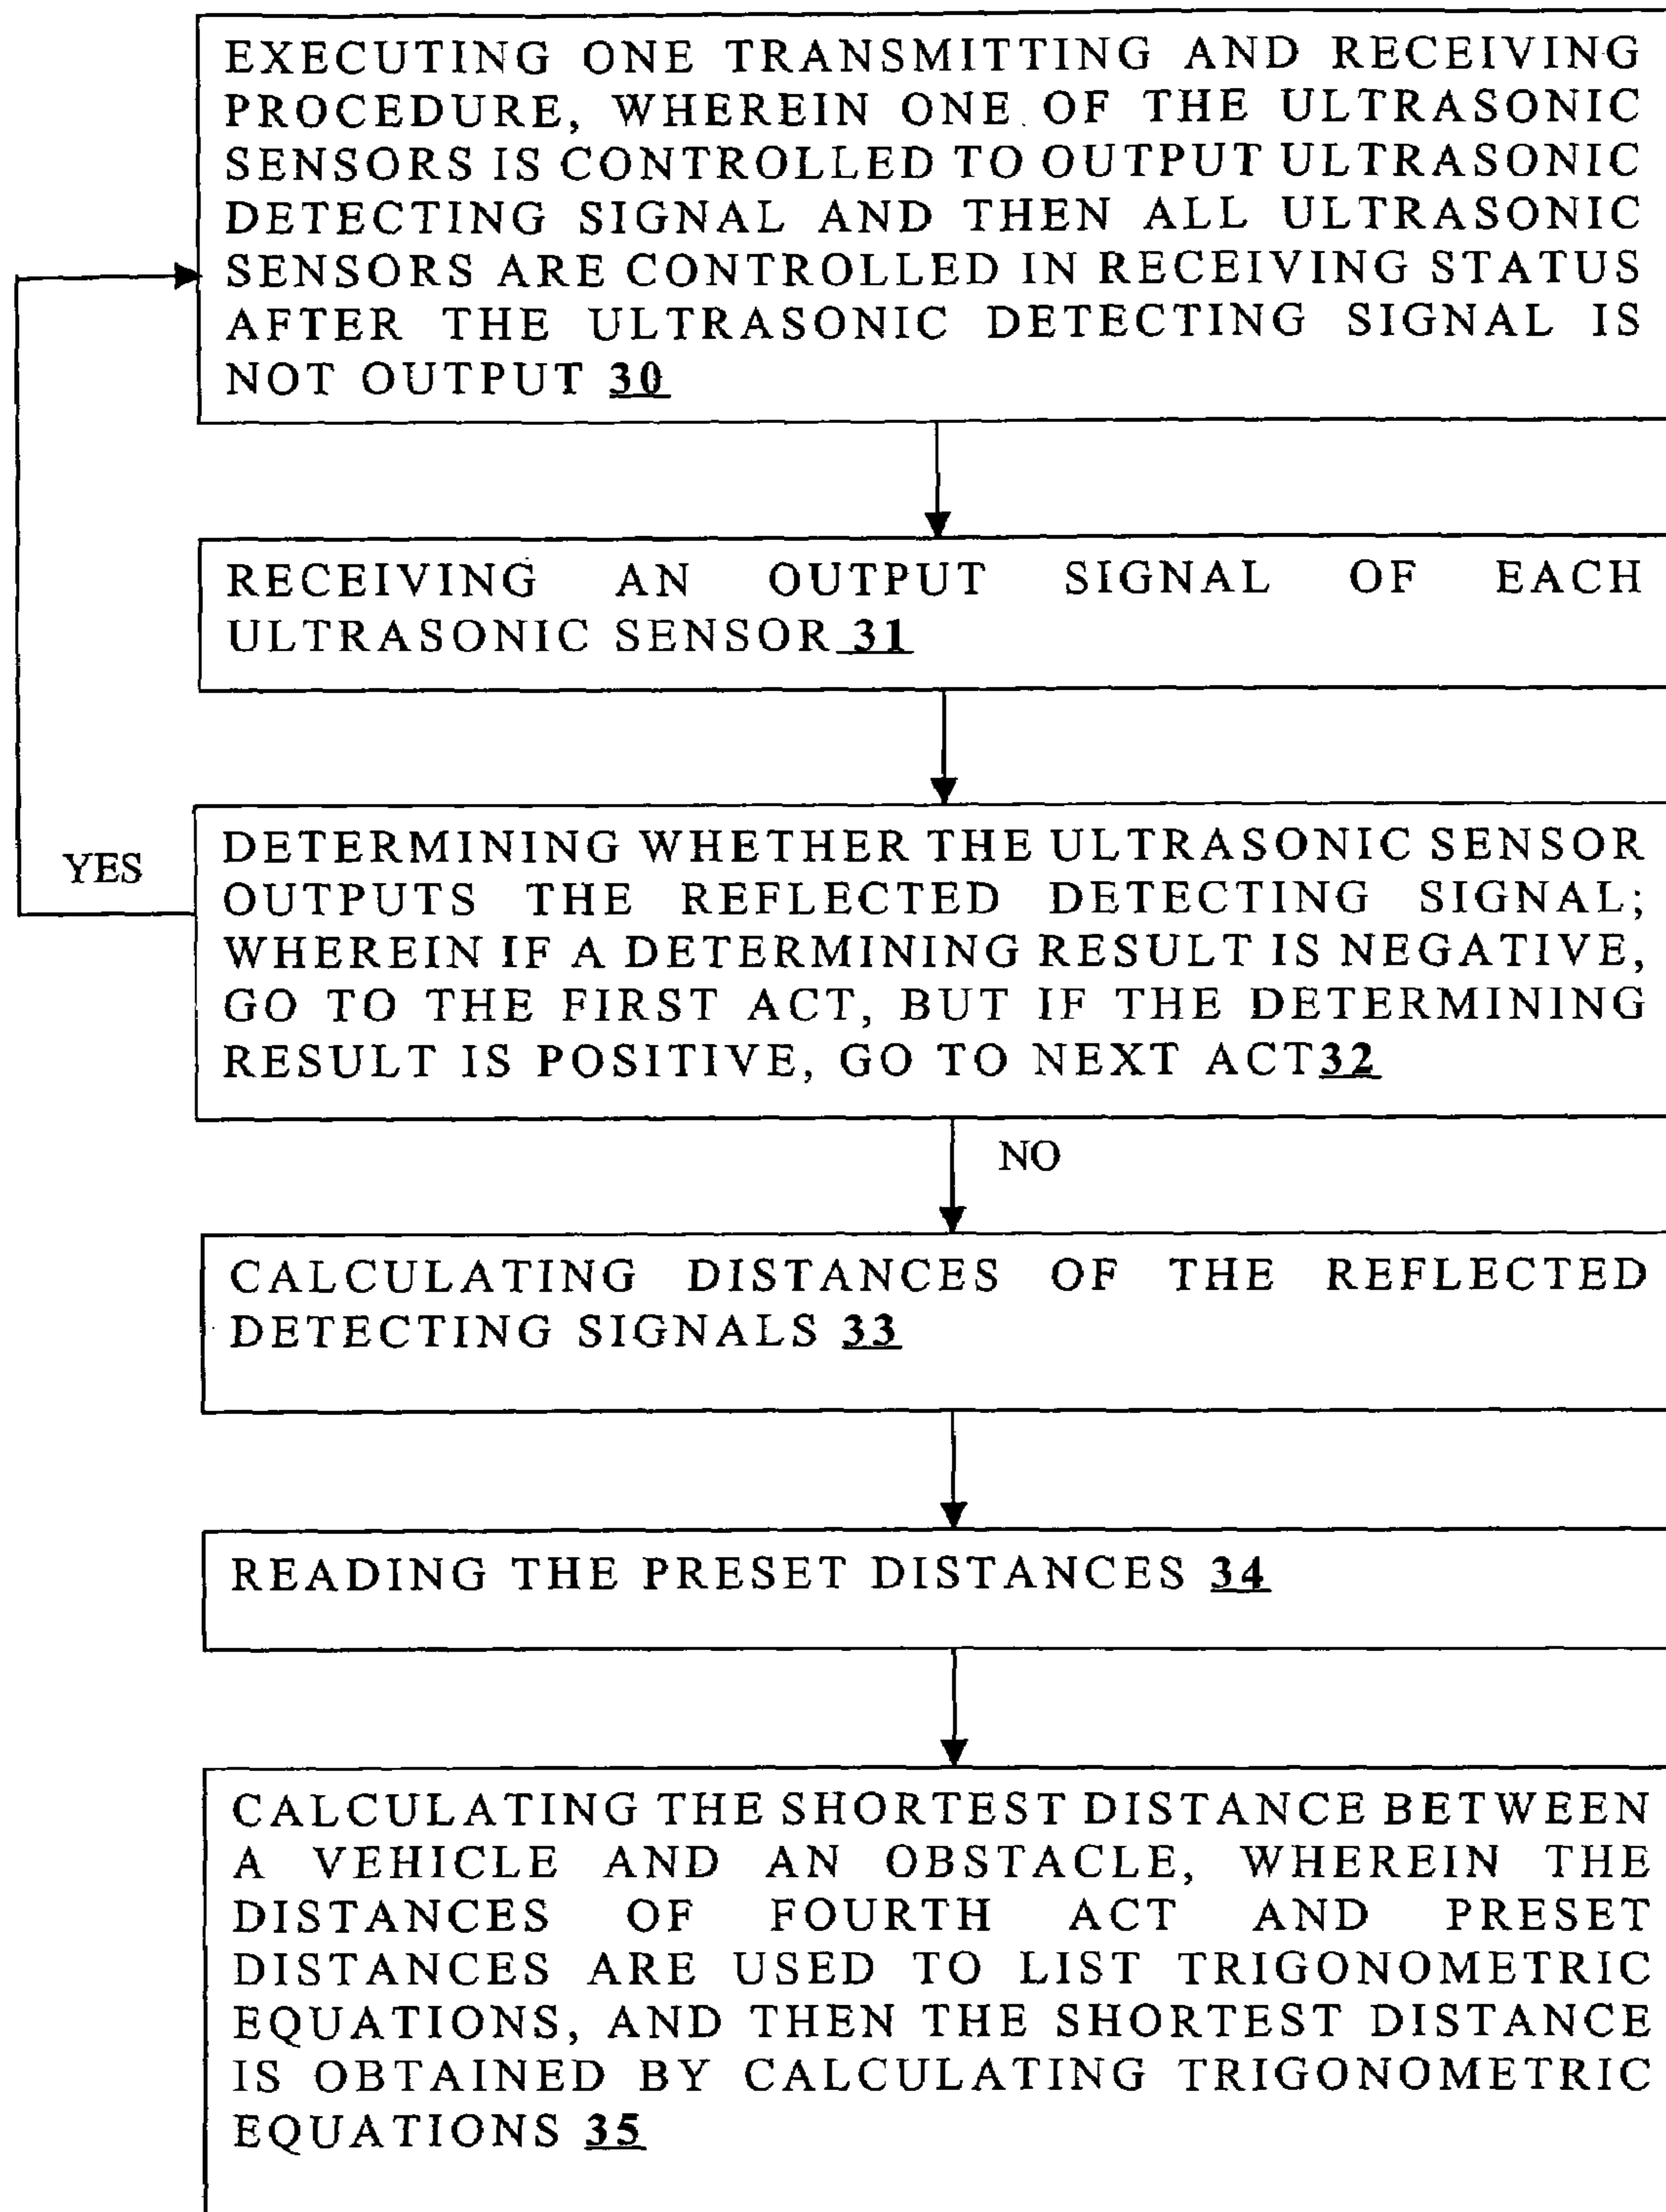 EXECUTING ONE TRANSMITTING AND RECEIVING
PROCEDURE, WHEREIN ONE OF THE ULTRASONIC
SENSORS IS CONTROLLED TO OUTPUT ULTRASONIC
DETECTING SIGNAL AND THEN ALL ULTRASONIC
SENSORS ARE CONTROLLED IN RECEIVING STATUS
AFTER THE ULTRASONIC DETECTING SIGNAL IS
NOT OUTPUT 30
RECEIVING AN OUTPUT SIGNAL OF EACH
ULTRASONIC SENSOR 31
YES
DETERMINING WHETHER THE ULTRASONIC SENSOR
OUTPUTS THE REFLECTED DETECTING SIGNAL;
WHEREIN IF A DETERMINING RESULT IS NEGATIVE,
GO TO THE FIRST ACT, BUT IF THE DETERMINING
RESULT IS POSITIVE, GO TO NEXT ACT32
NO
CALCULATING DISTANCES OF THE REFLECTED
DETECTING SIGNALS 33
READING THE PRESET DISTANCES 34
CALCULATING THE SHORTEST DISTANCE BETWEEN
A VEHICLE AND AN OBSTACLE, WHEREIN THE
DISTANCES OF FOURTH ACT AND PRESET
DISTANCES ARE USED TO LIST TRIGONOMETRIC
EQUATIONS, AND THEN THE SHORTEST DISTANCE
IS OBTAINED BY CALCULATING TRIGONOMETRIC
EQUATIONS 35